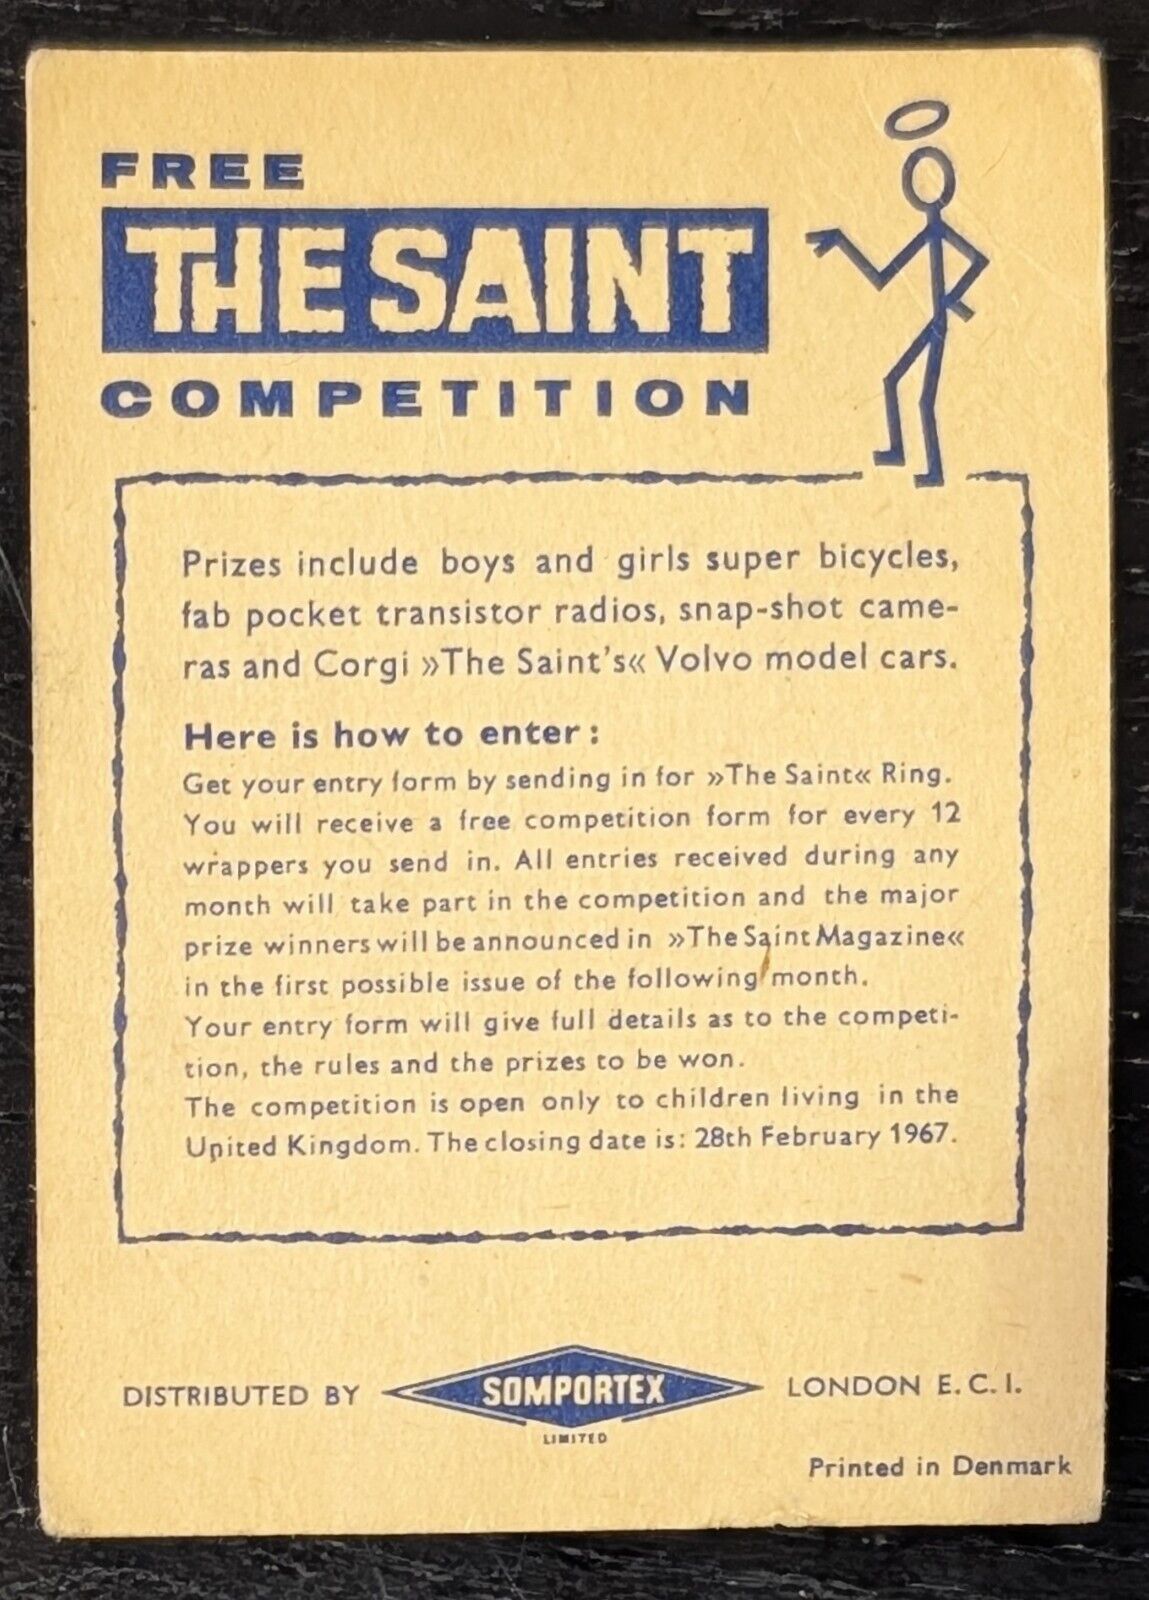 FREE
THE SAINT
COMPETITION
Prizes include boys and girls super bicycles,
fab pocket transistor radios, snap-shot came-
ras and Corgi »The Saint's« Volvo model cars.
Here is how to enter:
Get your entry form by sending in for »The Saint« Ring.
You will receive a free competition form for every 12
wrappers you send in. All entries received during any
month will take part in the competition and the major
prize winners will be announced in »The Saint Magazine«
in the first possible issue of the following month.
Your entry form will give full details as to the competi-
tion, the rules and the prizes to be won.
The competition is open only to children living in the
United Kingdom. The closing date is: 28th February 1967.
DISTRIBUTED BY SOMPORTEX LONDON E.C.1.
LIMITED
Printed in Denmark